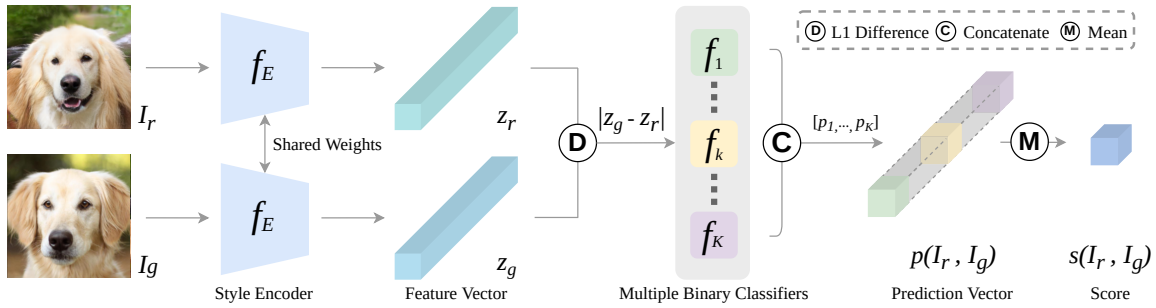 D L1 Difference C Concatenate M Mean
I_r
f_E
z_r
Shared Weights
I_g
f_E
z_g
D
|z_g - z_r|
f_1
f_k
f_K
C
[p_1,...,p_K]
M
p(I_r , I_g)
s(I_r , I_g)
Style Encoder
Feature Vector
Multiple Binary Classifiers
Prediction Vector
Score